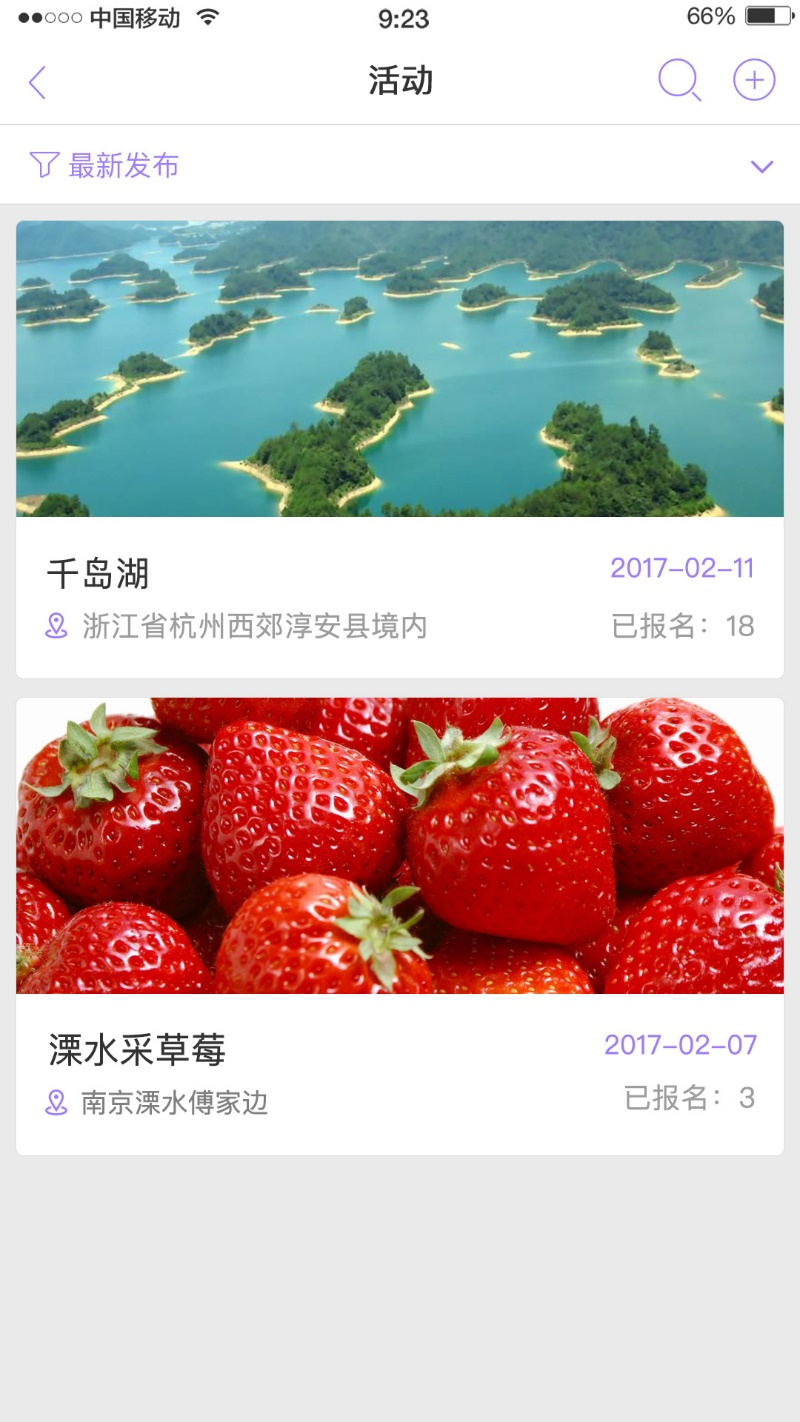 中国移动
9:23
66%
活动
最新发布
千岛湖
2017-02-11
浙江省杭州西郊淳安县境内
已报名：18
溧水采草莓
2017-02-07
南京溧水傅家边
已报名：3